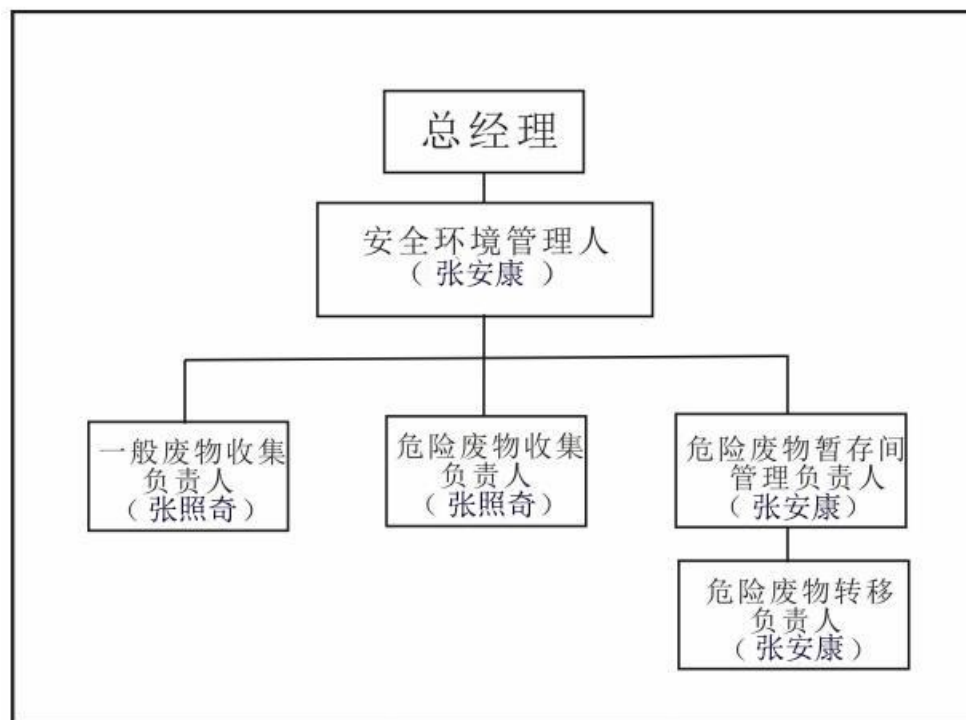 总经理
安全环境管理人
（张安康）
一般废物收集
负责人
（张照奇）
危险废物收集
负责人
（张照奇）
危险废物暂存间
管理负责人
（张安康）
危险废物转移
负责人
（张安康）